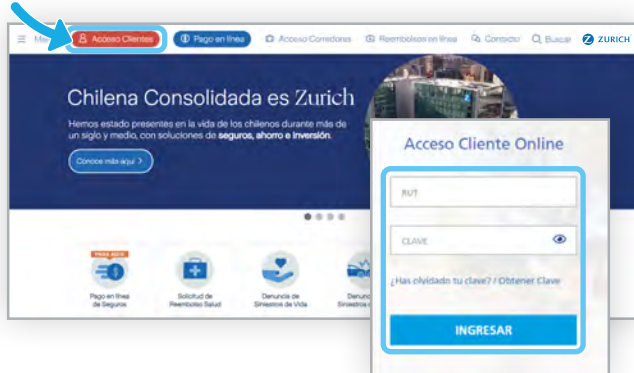 Acceso Clientes
Pago en línea
Acceso Corredores
Reembolsos en línea
Contacto
Buscar
ZURICH
Chilena Consolidada es Zurich
Hemos estado presentes en la vida de los chilenos durante más de
un siglo y medio, con soluciones de seguros, ahorro e inversión.
Conoce más aquí >
PAGA AQUÍ
Pago en línea
de Seguros
Solicitud de
Reembolso Salud
Denuncia de
Siniestros de Vida
Siniestros
Acceso Cliente Online
RUT
CLAVE
¿Has olvidado tu clave? / Obtener Clave
INGRESAR